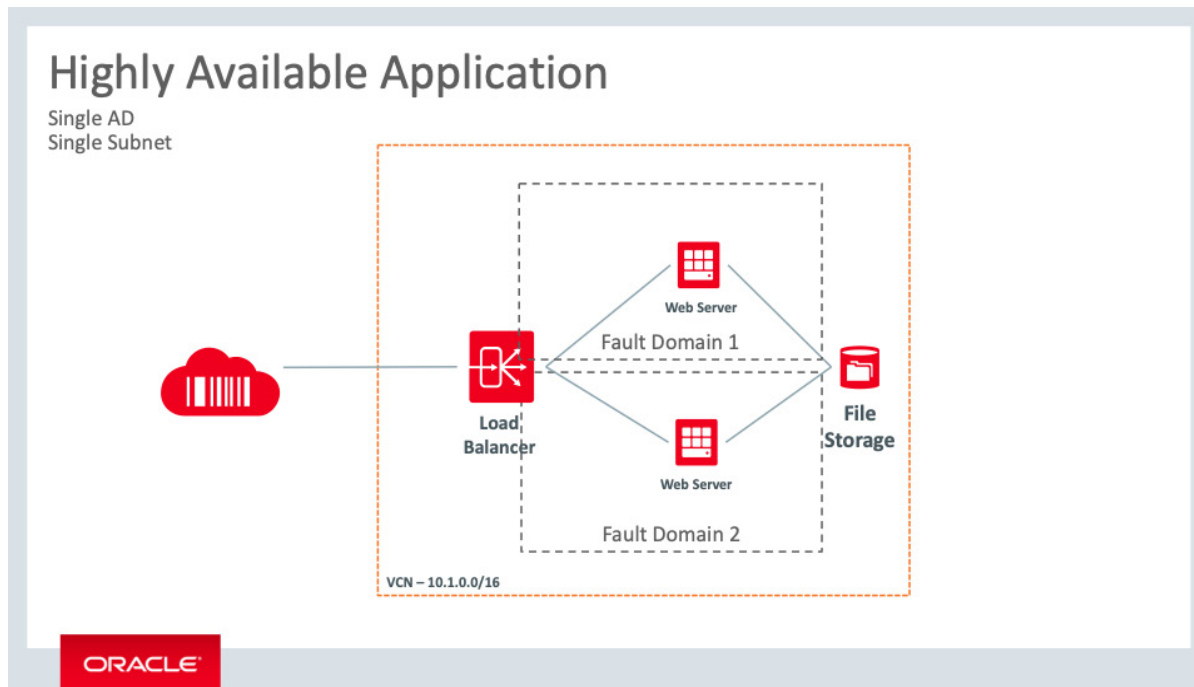 Highly Available Application
Single AD
Single Subnet
Web Server
Fault Domain 1
Load
Balancer
File
Storage
Web Server
Fault Domain 2
VCN – 10.1.0.0/16
ORACLE